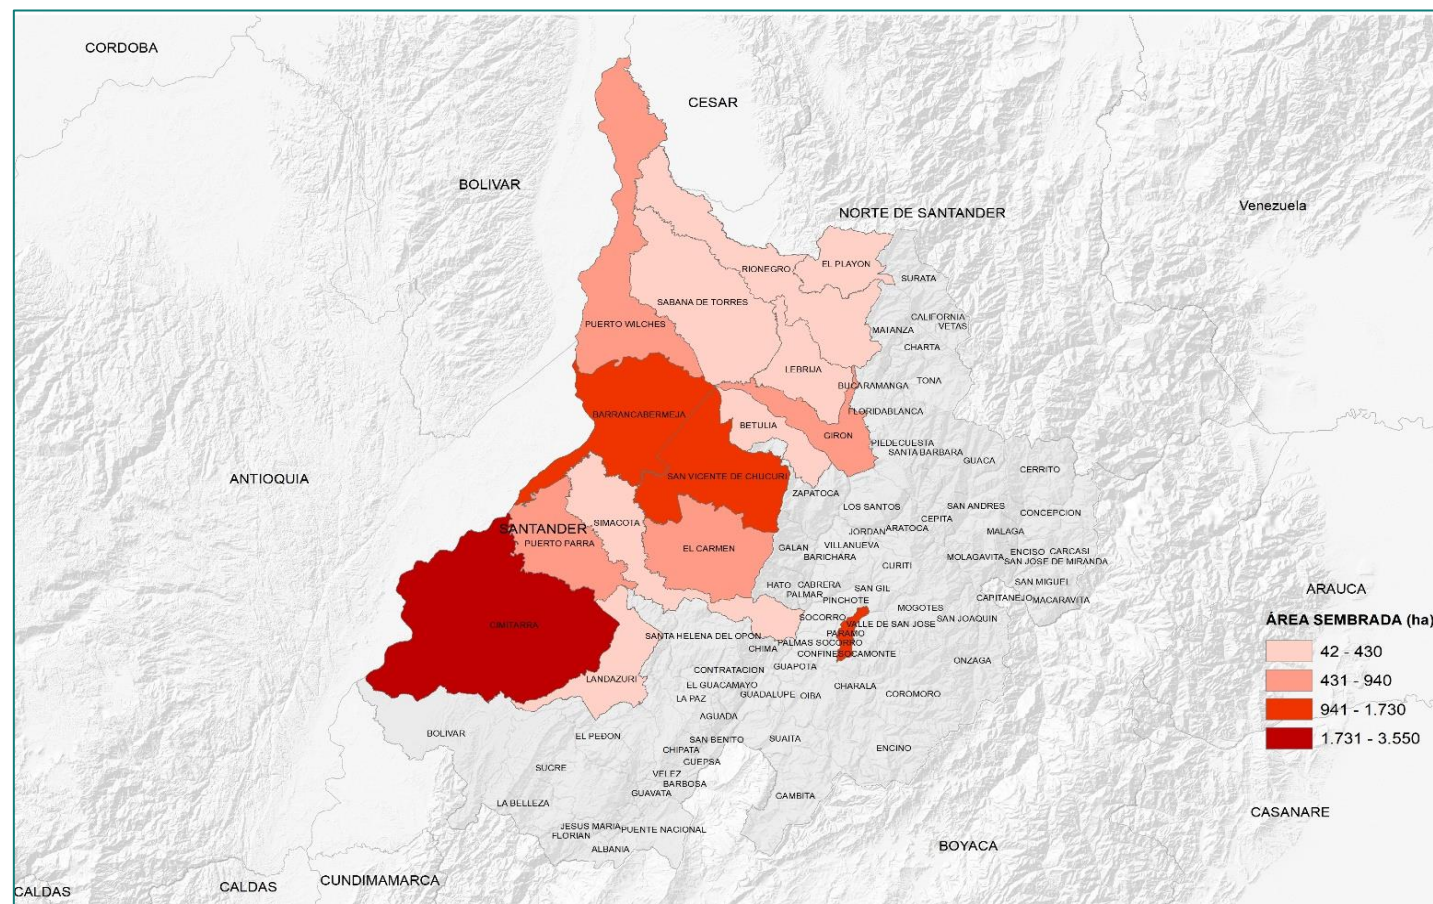 CORDOBA
CESAR
BOLIVAR
NORTE DE SANTANDER
Venezuela
RIONEGRO
EL PLAYON
SURATA
SABANA DE TORRES
CALIFORNIA
VETAS
PUERTO WILCHES
MATANZA
CHARTA
LEBRIJA
BUCARAMANGA
TONA
BARRANCABERMEJA
FLORIDABLANCA
BETULIA
GIRON
PIEDECUESTA
SANTA BARBARA
GUACA
CERRITO
ANTIOQUIA
SAN VICENTE DE CHUCURI
ZAPATOCA
LOS SANTOS
SAN ANDRES
CONCEPCION
SANTANDER
SIMACOTA
CEPITA
JORDAN
ARATOCA
MALAGA
PUERTO PARRA
EL CARMEN
GALAN
VILLANUEVA
BARICHARA
CURITI
MOLAGAVITA
ENCISO
CARCASI
SAN JOSE DE MIRANDA
HATO
CABRERA
PALMAR
SAN GIL
PINCHOTE
SAN MIGUEL
CAPITANEJO
MACARAVITA
ARAUCA
MOGOTES
SAN JOAQUIN
CIMITARRA
SOCORRO
VALLE DE SAN JOSE
SANTA HELENA DEL OPON
PARAMO
PALMAS SOCORRO
CHIMA
CONFINES
OCAMONTE
ONZAGA
CONTRATACION
GUAPOTA
LANDAZURI
EL GUACAMAYO
LA PAZ
GUADALUPE
OIBA
CHARALA
COROMORO
AGUADA
BOLIVAR
EL PEÑON
SAN BENITO
SUAITA
ENCINO
CHIPATA
GUEPSA
SUCRE
VELEZ
BARBOSA
GUAVATA
GAMBITA
LA BELLEZA
JESUS MARIA
FLORIAN
PUENTE NACIONAL
ALBANIA
BOYACA
CASANARE
CUNDIMAMARCA
CALDAS
CALDAS
ÁREA SEMBRADA (ha)
42 - 430
431 - 940
941 - 1.730
1.731 - 3.550